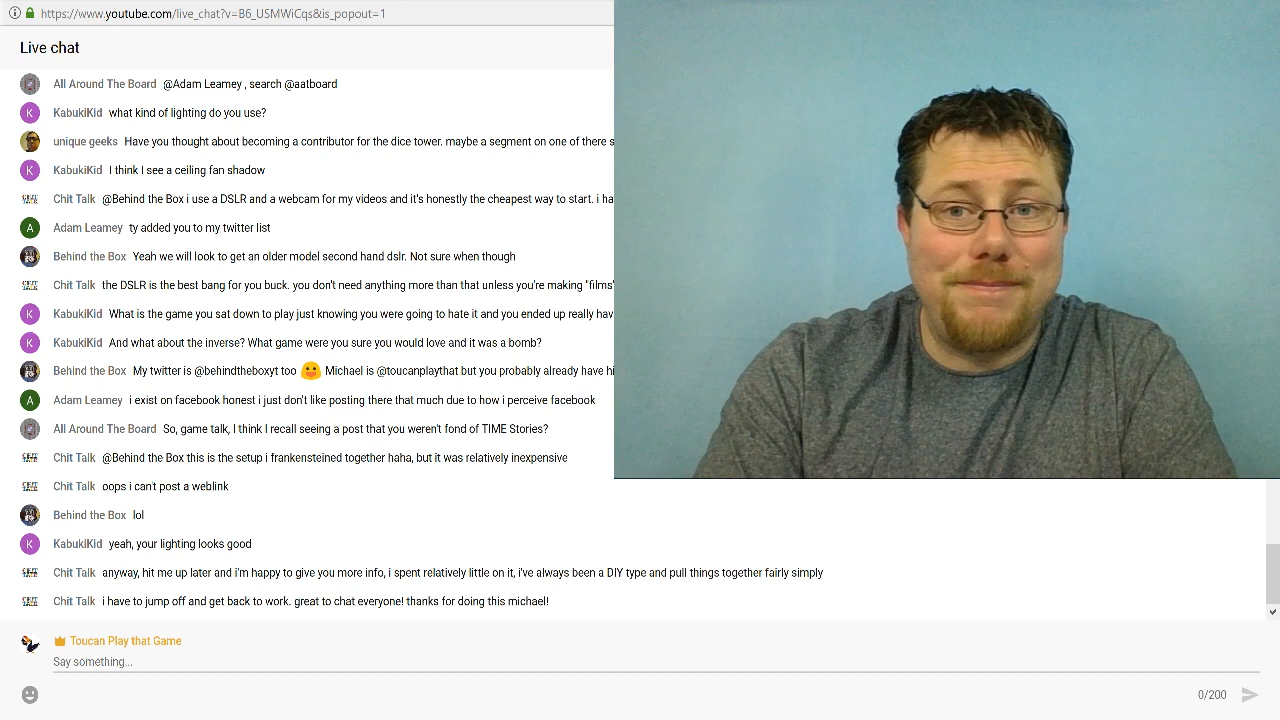 https://www.youtube.com/live_chat?v=B6_USMWiCqs&is_popout=1
Live chat
All Around The Board @Adam Leamey , search @aatboard
KabukiKid what kind of lighting do you use?
unique geeks Have you thought about becoming a contributor for the dice tower. maybe a segment on one of there s
KabukiKid I think I see a ceiling fan shadow
Chit Talk @Behind the Box i use a DSLR and a webcam for my videos and it's honestly the cheapest way to start. i ha
Adam Leamey ty added you to my twitter list
Behind the Box Yeah we will look to get an older model second hand dslr. Not sure when though
Chit Talk the DSLR is the best bang for you buck. you don't need anything more than that unless you're making "films"
KabukiKid What is the game you sat down to play just knowing you were going to hate it and you ended up really hav
KabukiKid And what about the inverse? What game were you sure you would love and it was a bomb?
Behind the Box My twitter is @behindtheboxyt too 😛 Michael is @toucanplaythat but you probably already have hi
Adam Leamey i exist on facebook honest i just don't like posting there that much due to how i perceive facebook
All Around The Board So, game talk, I think I recall seeing a post that you weren't fond of TIME Stories?
Chit Talk @Behind the Box this is the setup i frankensteined together haha, but it was relatively inexpensive
Chit Talk oops i can't post a weblink
Behind the Box lol
KabukiKid yeah, your lighting looks good
Chit Talk anyway, hit me up later and i'm happy to give you more info, i spent relatively little on it, i've always been a DIY type and pull things together fairly simply
Chit Talk i have to jump off and get back to work. great to chat everyone! thanks for doing this michael!
Toucan Play that Game
Say something...
0/200